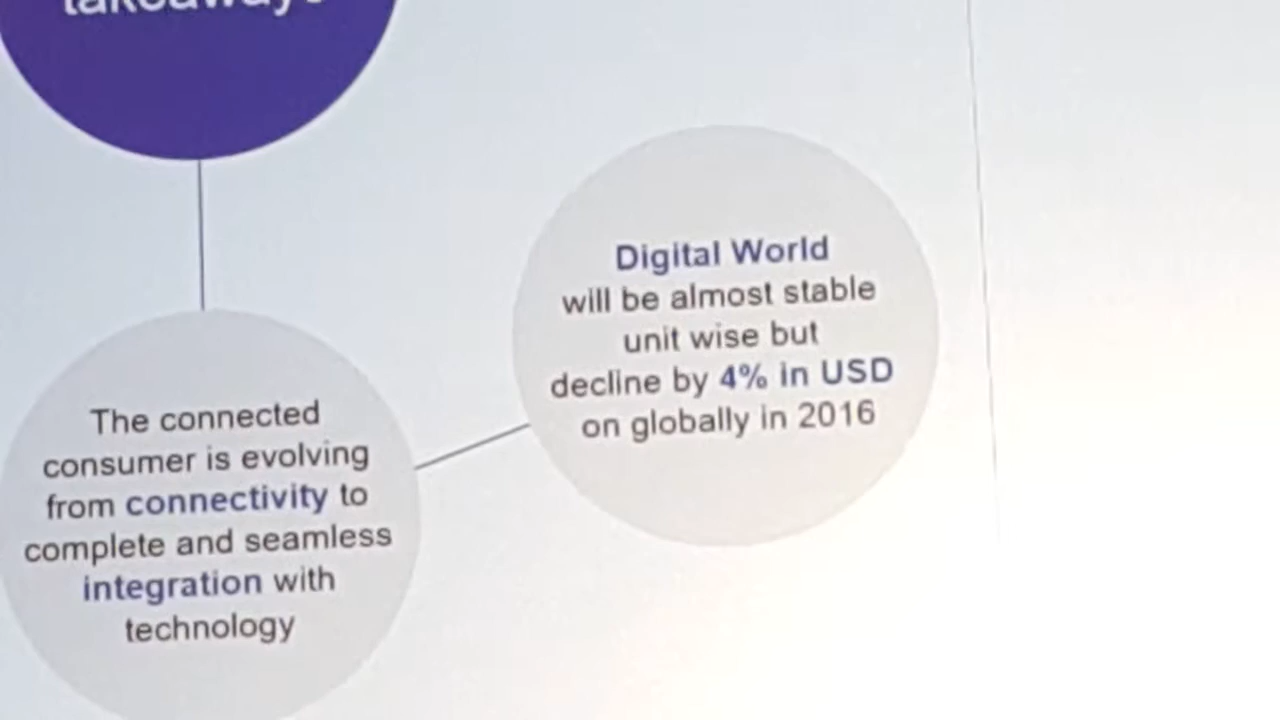 takeaways
Digital World
will be almost stable
unit wise but
decline by 4% in USD
on globally in 2016
The connected
consumer is evolving
from connectivity to
complete and seamless
integration with
technology